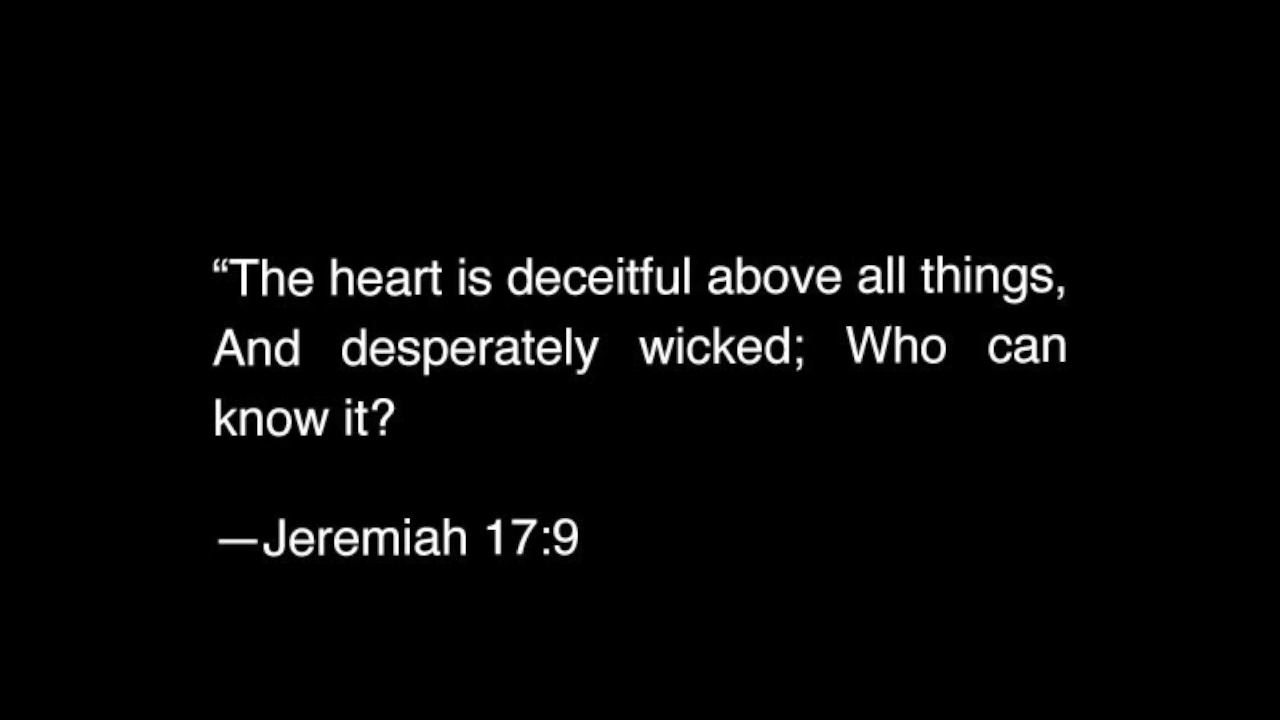 “The heart is deceitful above all things,
And desperately wicked; Who can
know it?
—Jeremiah 17:9